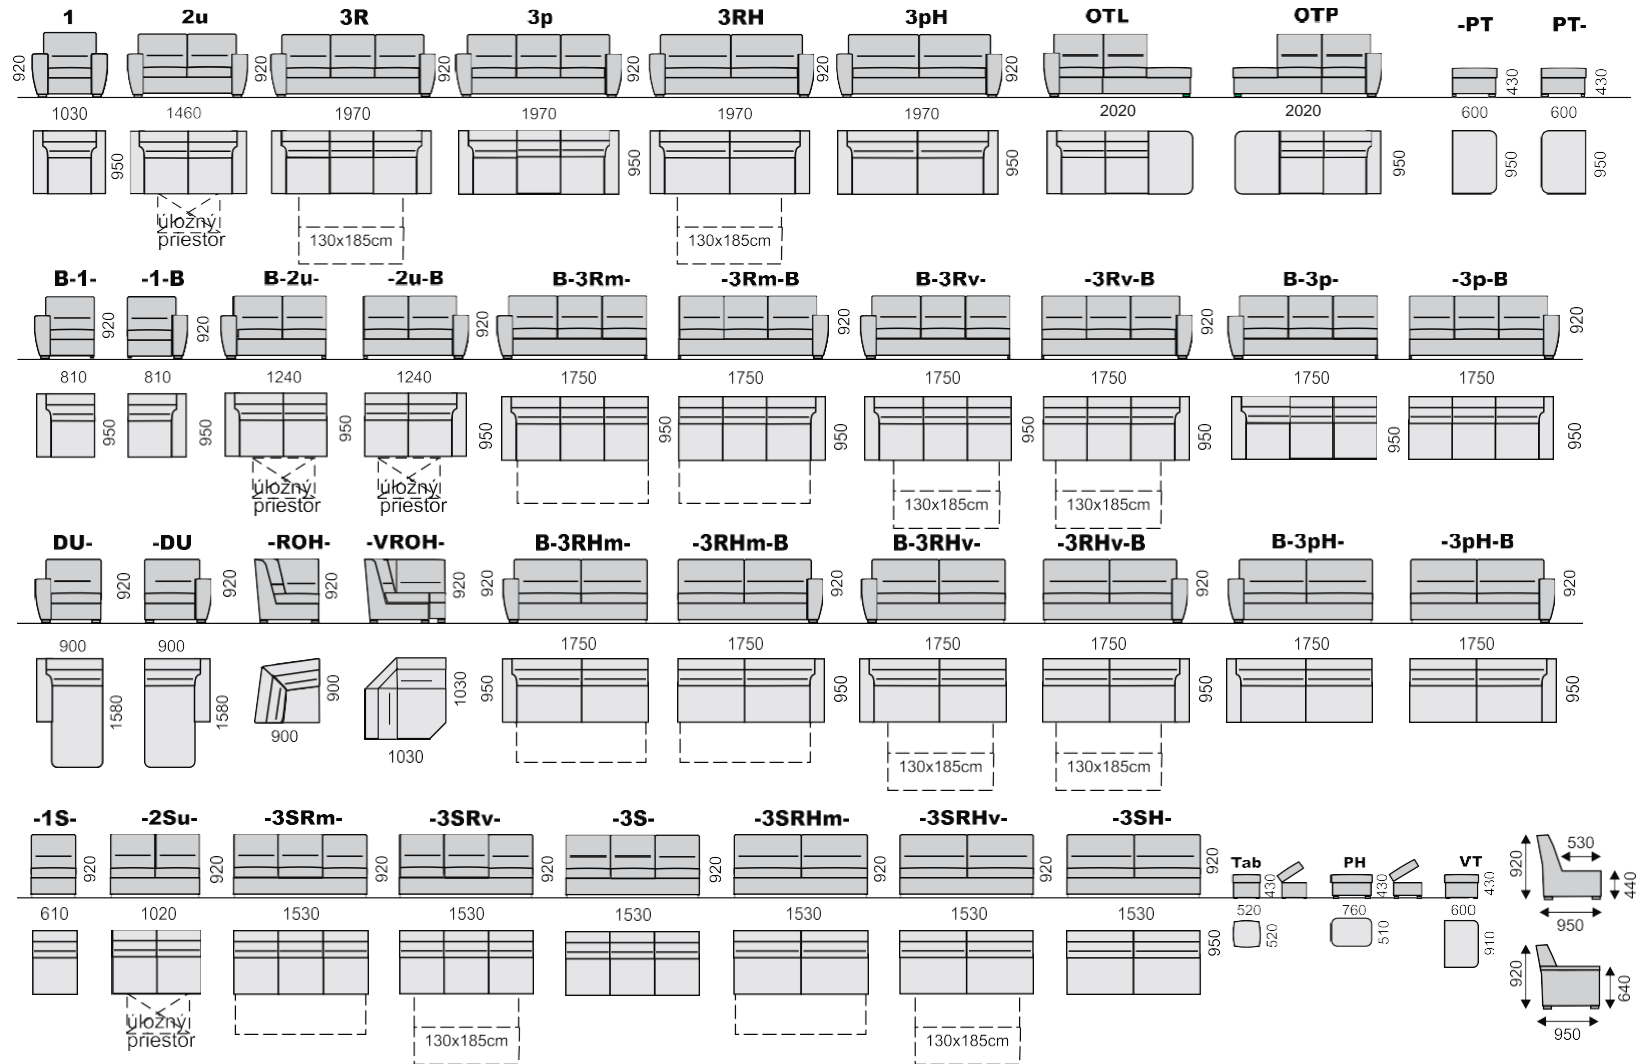 1 2u 3R 3p 3RH 3pH OTL OTP -PT PT-
920 920 920 920 920 920 430 430
1030 1460 1970 1970 1970 1970 2020 2020 600 600
950 950 950 950 950 950
úložný
priestor
130x185cm 130x185cm
B-1- -1-B B-2u- -2u-B B-3Rm- -3Rm-B B-3Rv- -3Rv-B B-3p- -3p-B
920 920 920 920 920 920
810 810 1240 1240 1750 1750 1750 1750 1750 1750
950 950 950 950 950 950 950 950 950
úložný úložný
priestor priestor
130x185cm 130x185cm
DU- -DU -ROH- -VROH- B-3RHm- -3RHm-B B-3RHv- -3RHv-B B-3pH- -3pH-B
920 920 920 920 920 920 920 920
900 900 1750 1750 1750 1750 1750 1750
1580 1580 900 1030 950 950 950 950
900 1030
130x185cm 130x185cm
-1S- -2Su- -3SRm- -3SRv- -3S- -3SRHm- -3SRHv- -3SH- Tab PH VT
920 920 920 920 920 920 920 920 430 430 430 920 530 440
610 1020 1530 1530 1530 1530 1530 1530 520 760 600 950
950 520 510 910
920 640
950
úložný
priestor
130x185cm 130x185cm